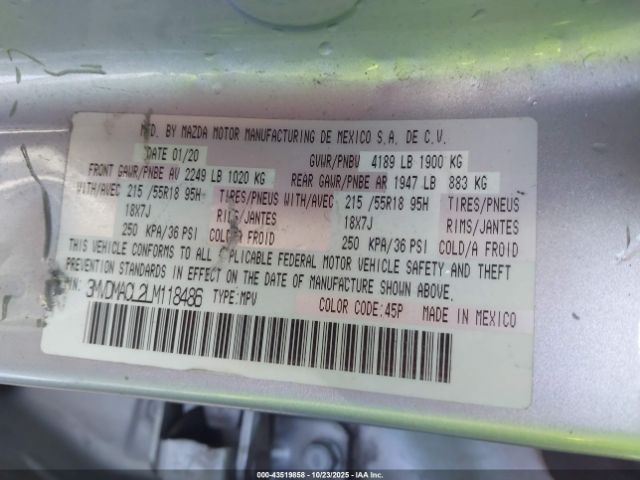 MFD. BY MAZDA MOTOR MANUFACTURING DE MEXICO S.A. DE C.V.
DATE 01/20 GVWR/PNBV 4189 LB 1900 KG
FRONT GAWR/PNBE AV 2249 LB 1020 KG REAR GAWR/PNBE AR 1947 LB 883 KG
WITH/AVEC 215 /55R18 95H TIRES/PNEUS WITH/AVEC 215 /55R18 95H TIRES/PNEUS
18X7J RIMS/JANTES 18X7J RIMS/JANTES
250 KPA/36 PSI COLD/A FROID 250 KPA/36 PSI COLD/A FROID
THIS VEHICLE CONFORMS TO ALL PLICABLE FEDERAL MOTOR VEHICLE SAFETY AND THEFT
PREVENTION STANDARDS IN EFFECT ON THE DATE OF MANUFACTURE SHOWN ABOVE.
IN: 3MVDMACL2LM118486 TYPE:MPV COLOR CODE:45P MADE IN MEXICO
00-43519858 - 10/23/2025 - IAA Inc.